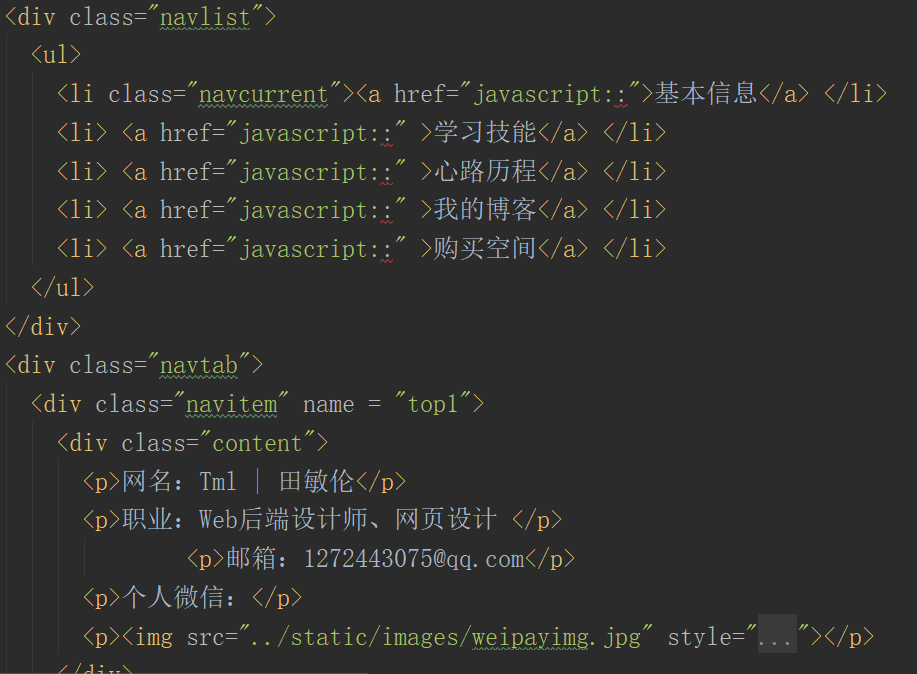 <div class="navlist">
<ul>
<li class="navcurrent"><a href="javascript::">基本信息</a> </li>
<li> <a href="javascript::" >学习技能</a> </li>
<li> <a href="javascript::" >心路历程</a> </li>
<li> <a href="javascript::" >我的博客</a> </li>
<li> <a href="javascript::" >购买空间</a> </li>
</ul>
</div>
<div class="navtab">
<div class="navitem" name = "top1">
<div class="content">
<p>网名：Tml | 田敏伦</p>
<p>职业：Web后端设计师、网页设计 </p>
<p>邮箱：1272443075@qq.com</p>
<p>个人微信：</p>
<p><img src="../static/images/weipayimg.jpg" style="..."></p>
</div>